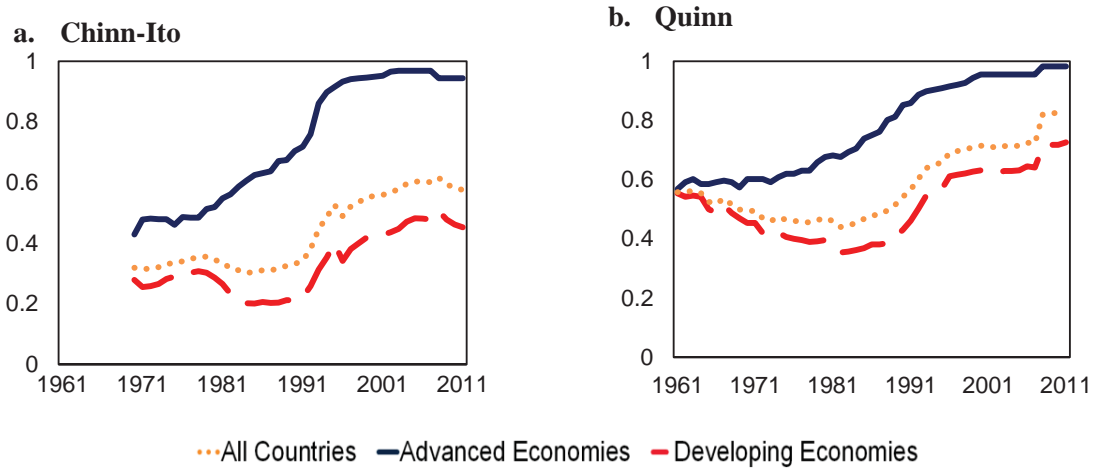 a. Chinn-Ito
1
0.8
0.6
0.4
0.2
0
1961 1971 1981 1991 2001 2011
b. Quinn
1
0.8
0.6
0.4
0.2
0
1961 1971 1981 1991 2001 2011
All Countries Advanced Economies Developing Economies